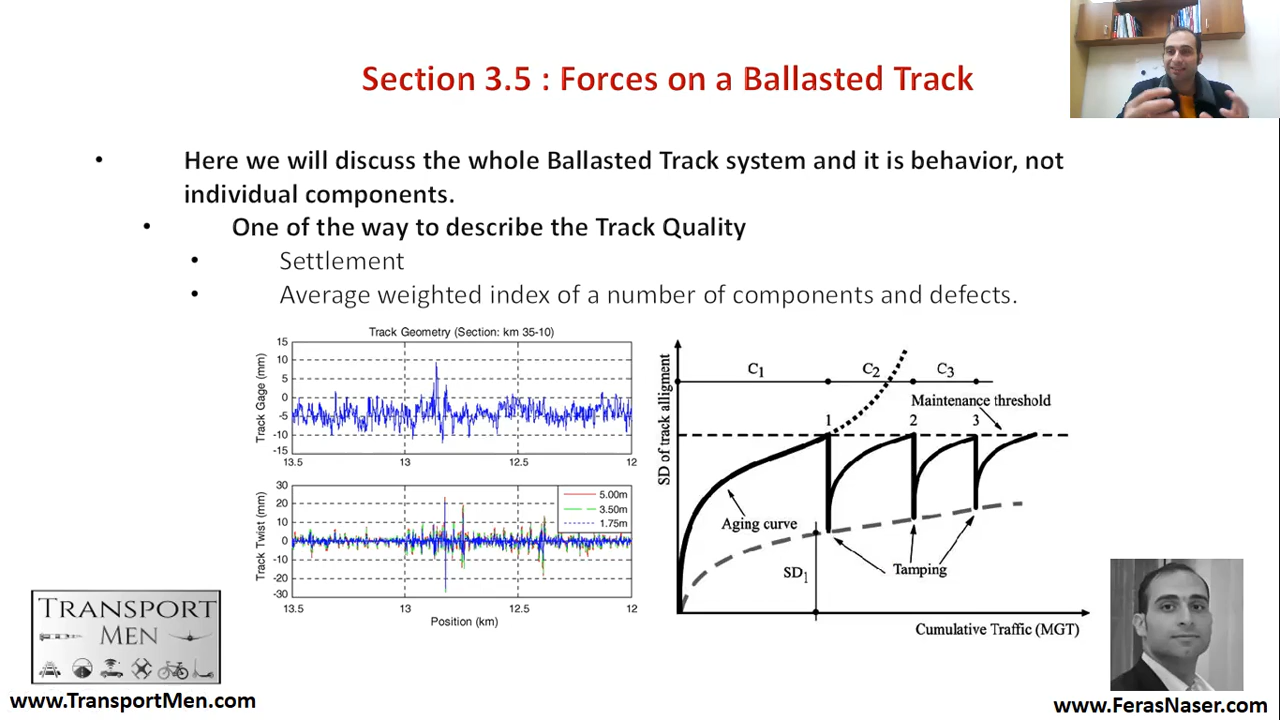 Section 3.5 : Forces on a Ballasted Track
• Here we will discuss the whole Ballasted Track system and it is behavior, not
individual components.
• One of the way to describe the Track Quality
• Settlement
• Average weighted index of a number of components and defects.
Track Geometry (Section: km 35-10)
Track Gage (mm)
15
10
5
0
-5
-10
-15
13.5
13
12.5
12
Track Twist (mm)
30
20
10
0
-10
-20
-30
5.00m
3.50m
1.75m
13.5
13
12.5
12
Position (km)
SD of track alligment
C1
C2
C3
Maintenance threshold
1
2
3
Aging curve
SD1
Tamping
Cumulative Traffic (MGT)
TRANSPORT
MEN
www.TransportMen.com
www.FerasNaser.com